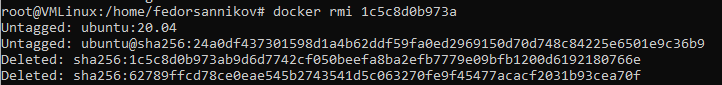 root@VMLinux:/home/fedorsannikov# docker rmi 1c5c8d0b973a
Untagged: ubuntu:20.04
Untagged: ubuntu@sha256:24a0df437301598d1a4b62ddf59fa0ed2969150d70d748c84225e6501e9c36b9
Deleted: sha256:1c5c8d0b973ab9d6d7742cf050beefa8ba2efb7779e09bfb1200d6192180766e
Deleted: sha256:62789ffcd78ce0eae545b2743541d5c063270fe9f45477acacf2031b93cea70f